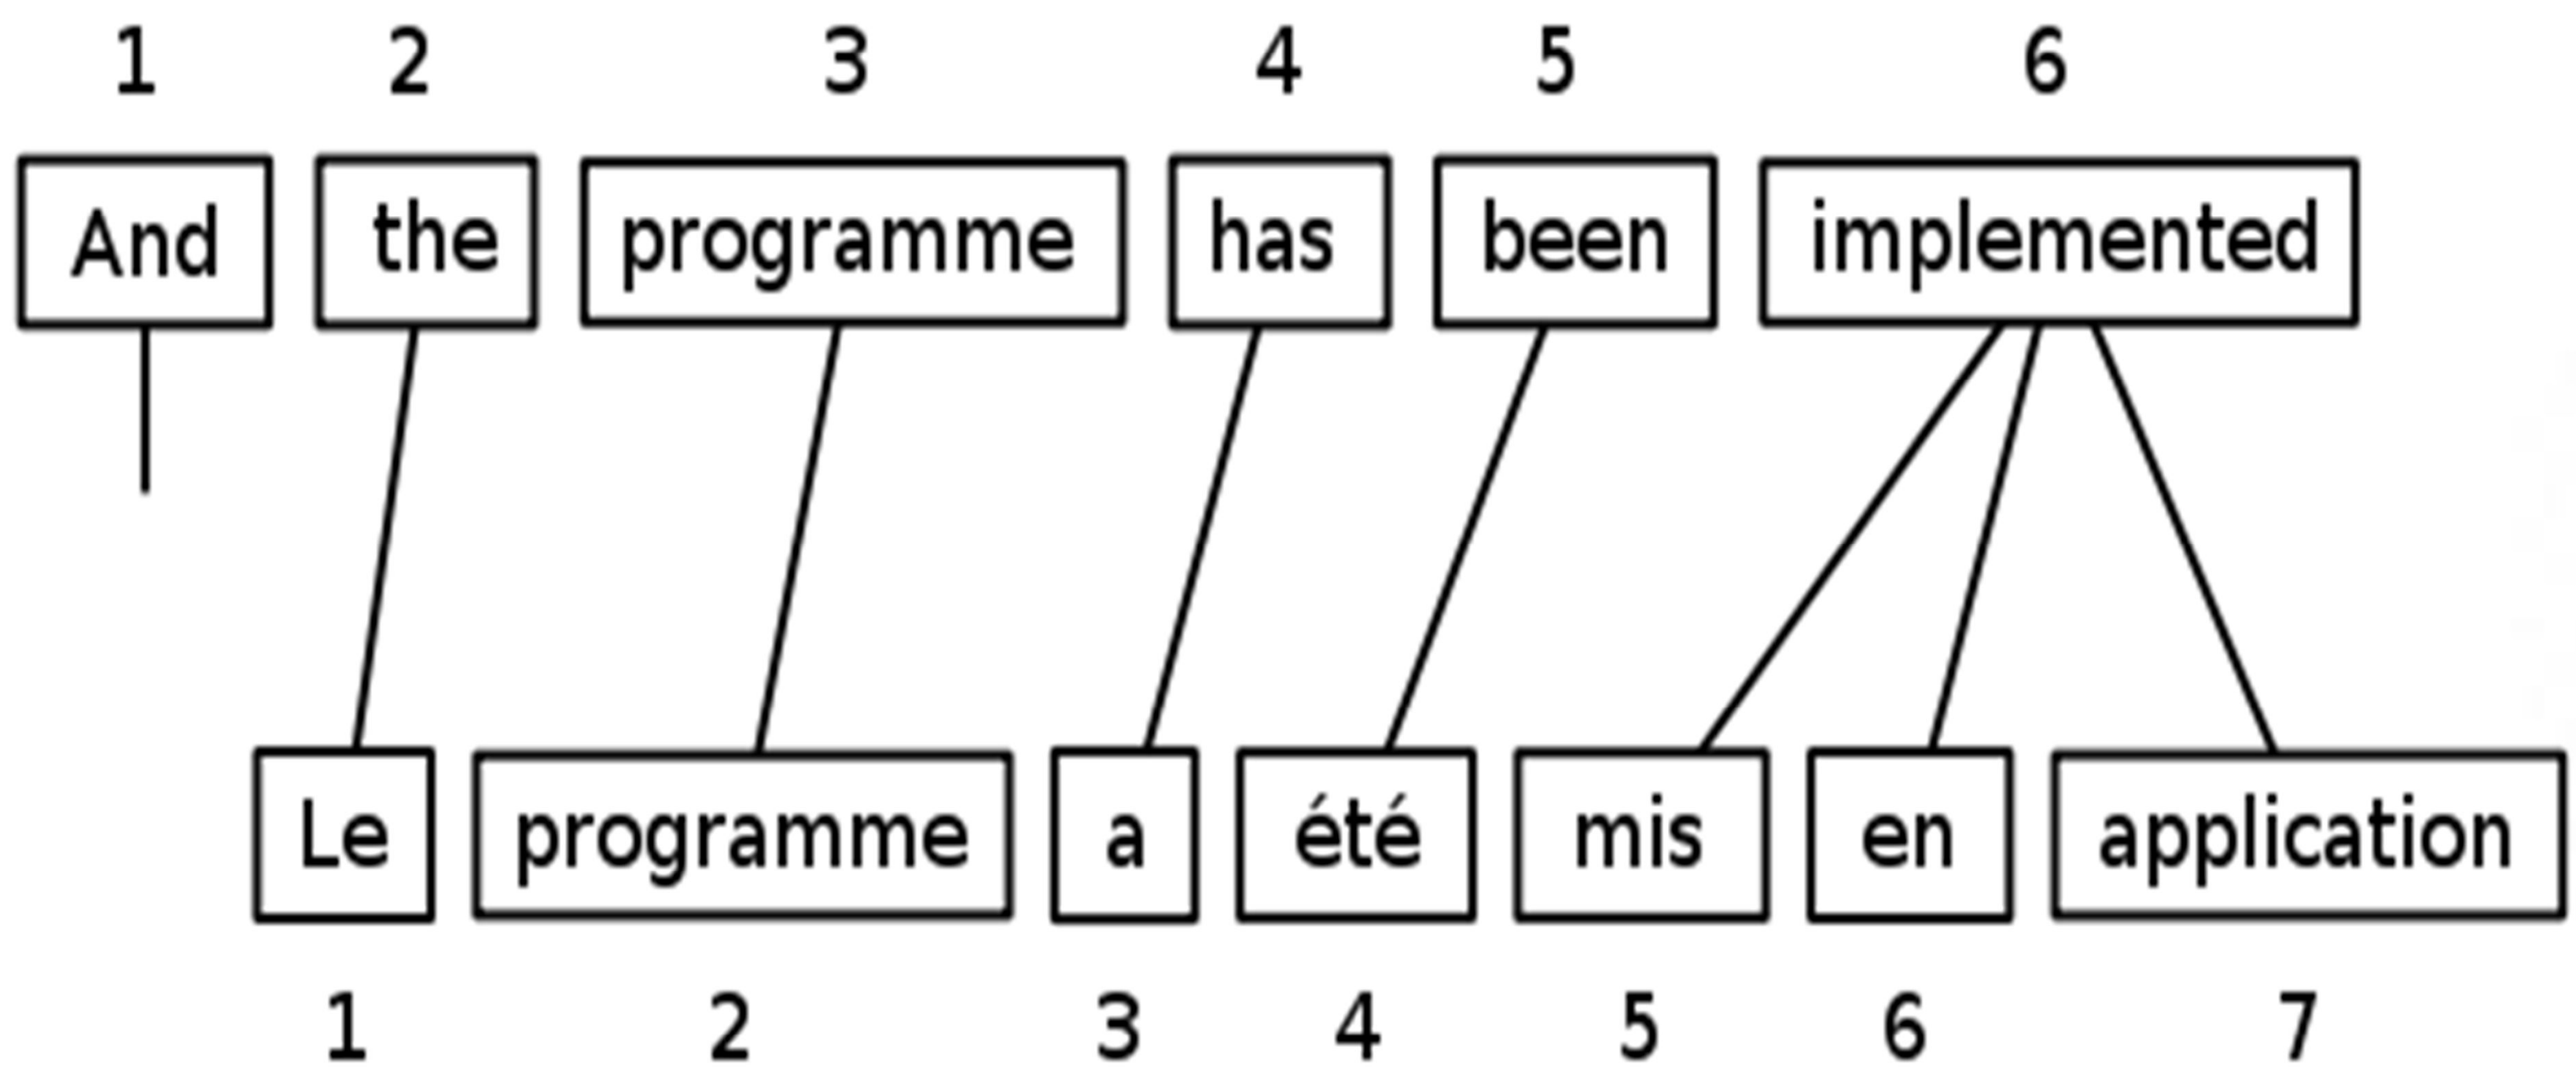 1 2 3 4 5 6
And the programme has been implemented
Le programme a été mis en application
1 2 3 4 5 6 7